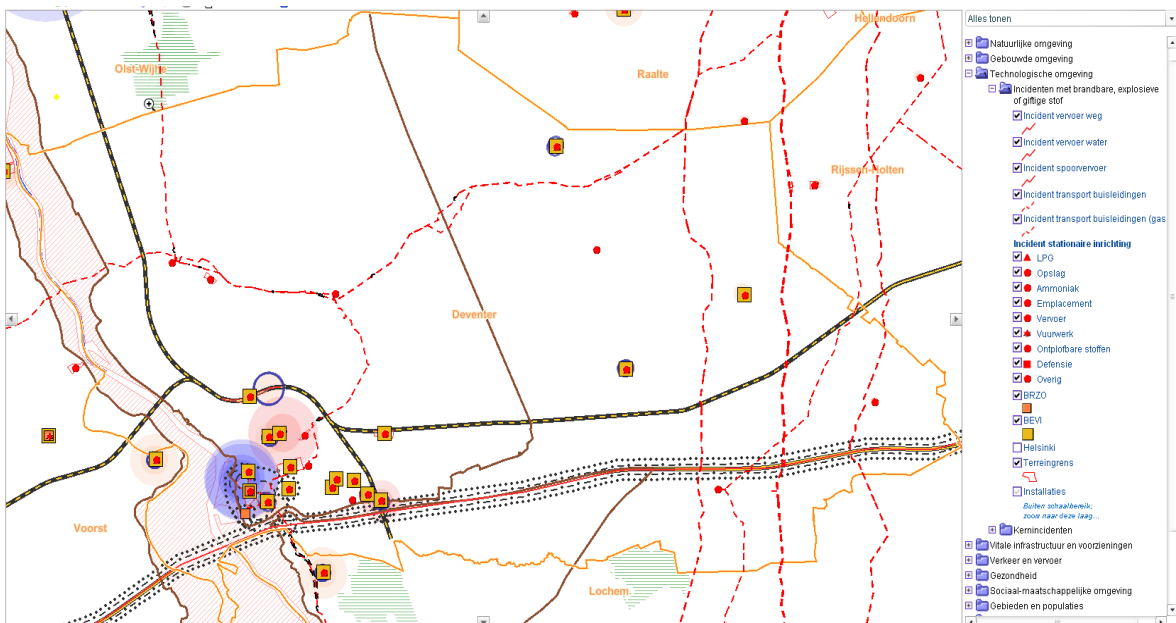 Hellendoorn
Olst-Wijhe
Raalte
Rijssen-Holten
Deventer
Voorst
Lochem
Alles tonen
Natuurlijke omgeving
Gebouwde omgeving
Technologische omgeving
Incidenten met brandbare, explosieve
of giftige stof
Incident vervoer weg
Incident vervoer water
Incident spoorvervoer
Incident transport buisleidingen
Incident transport buisleidingen (gas
Incident stationaire inrichting
LPG
Opslag
Ammoniak
Emplacement
Vervoer
Vuurwerk
Ontplofbare stoffen
Defensie
Overig
BRZO
BEVI
Helsinki
Terreingrens
Installaties
Buiten schaalbereik;
zoom naar deze laag...
Kernincidenten
Vitale infrastructuur en voorzieningen
Verkeer en vervoer
Gezondheid
Sociaal-maatschappelijke omgeving
Gebieden en populaties